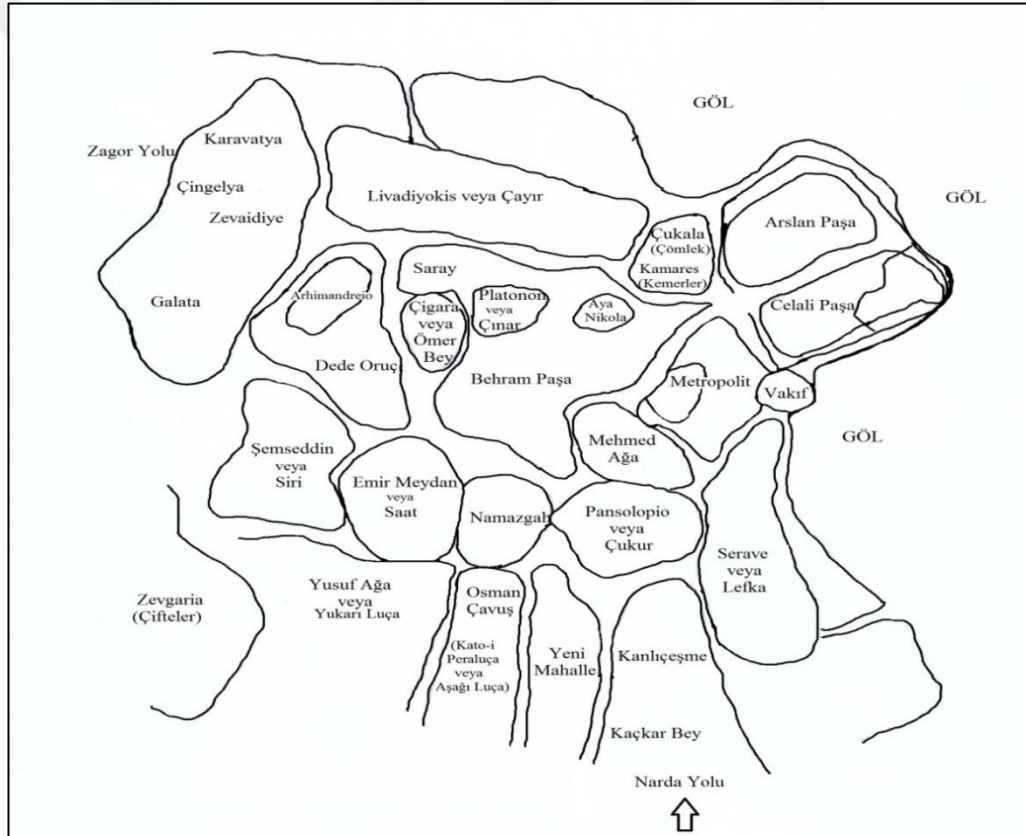 GÖL
Karavatya
Zagor Yolu
Çingelya
Zevaidiye
Galata
Livadiyokis veya Çayır
GÖL
Çukala
(Çömlek)
Kamares
(Kemerler)
Arslan Paşa
Celali Paşa
Saray
Arhimandreio
Çigara
veya
Ömer
Bey
Platonon
veya
Çınar
Aya
Nikola
Dede Oruç
Behram Paşa
Metropolit
Vakıf
GÖL
Mehmed
Ağa
Şemseddin
veya
Siri
Emir Meydan
veya
Saat
Namazgah
Pansolopio
veya
Çukur
Serave
veya
Lefka
Zevgaria
(Çifteler)
Yusuf Ağa
veya
Yukarı Luça
Osman
Çavuş
(Kato-i
Peraluça
veya
Aşağı Luça)
Yeni
Mahalle
Kanlıçeşme
Kaçkar Bey
Narda Yolu